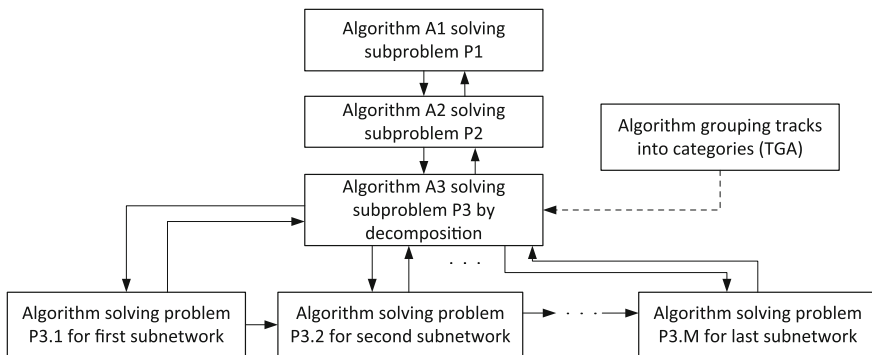 Algorithm A1 solving
subproblem P1
Algorithm A2 solving
subproblem P2
Algorithm grouping tracks
into categories (TGA)
Algorithm A3 solving
subproblem P3 by
decomposition
. . .
Algorithm solving problem
P3.1 for first subnetwork
Algorithm solving problem
P3.2 for second subnetwork
. . .
Algorithm solving problem
P3.M for last subnetwork